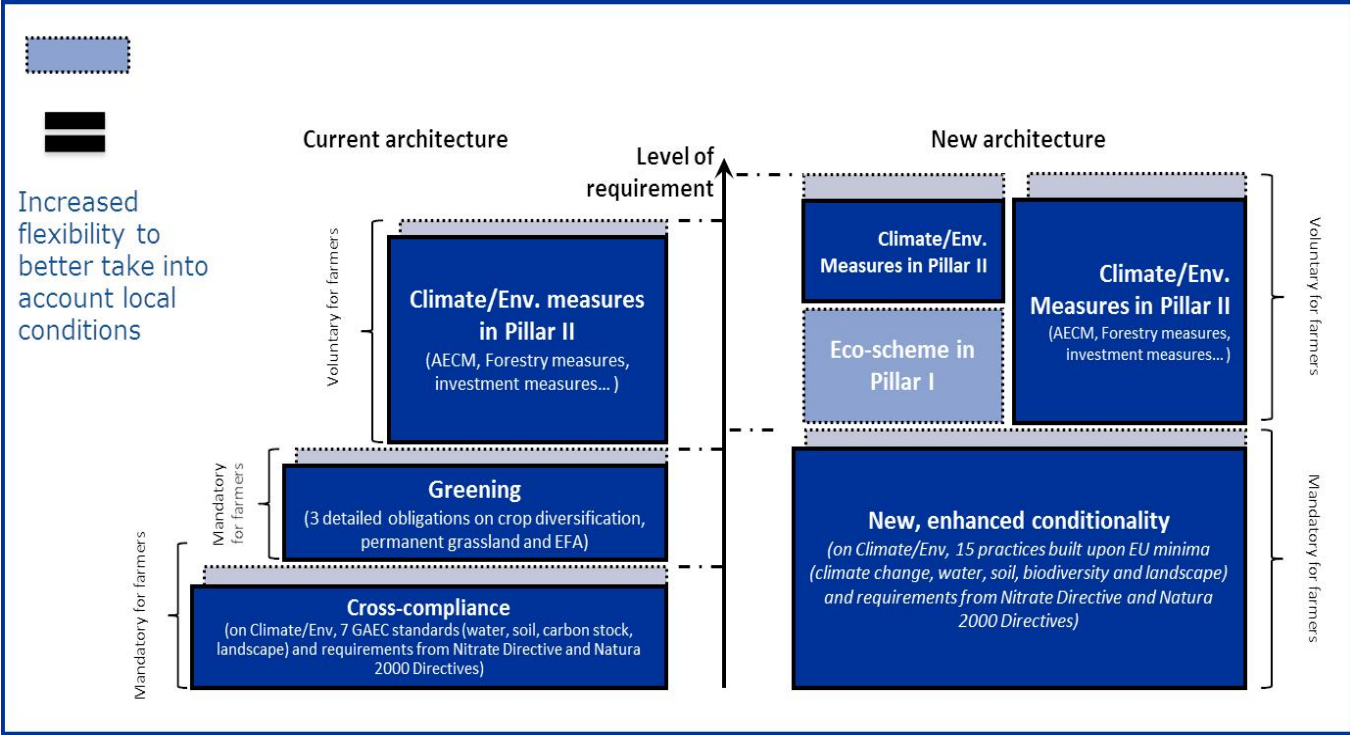 Increased
flexibility to
better take into
account local
conditions
Current architecture
Level of
requirement
New architecture
Voluntary for farmers
Climate/Env. measures
in Pillar II
(AECM, Forestry measures,
investment measures... )
Mandatory
for farmers
Greening
(3 detailed obligations on crop diversification,
permanent grassland and EFA)
Mandatory for farmers
Cross-compliance
(on Climate/Env, 7 GAEC standards (water, soil, carbon stock,
landscape) and requirements from Nitrate Directive and Natura
2000 Directives)
Climate/Env.
Measures in Pillar II
Eco-scheme in
Pillar I
Climate/Env.
Measures in Pillar II
(AECM, Forestry measures,
investment measures... )
Voluntary for farmers
New, enhanced conditionality
(on Climate/Env, 15 practices built upon EU minima
(climate change, water, soil, biodiversity and landscape)
and requirements from Nitrate Directive and Natura
2000 Directives)
Mandatory for farmers